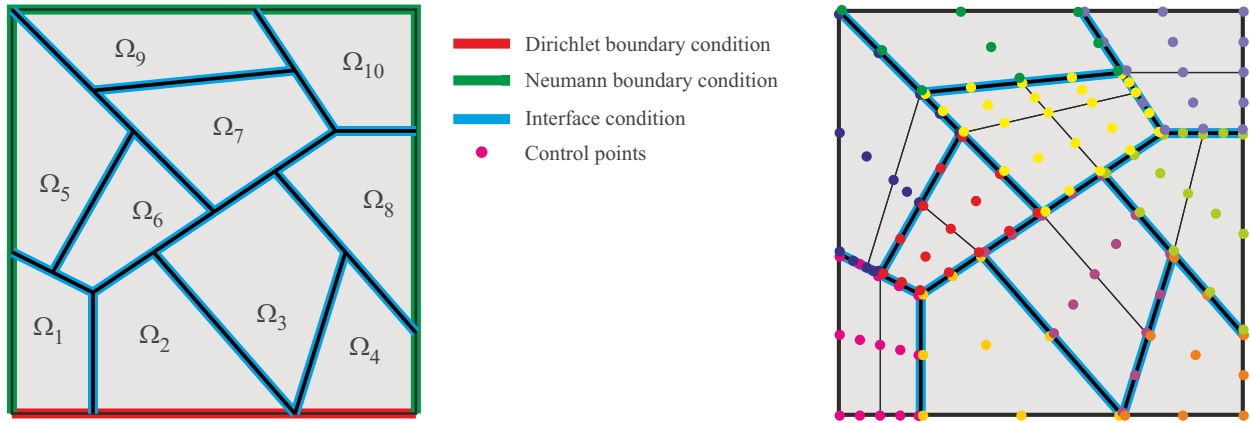 Ω9
Ω10
Ω7
Ω5
Ω6
Ω8
Ω1
Ω2
Ω3
Ω4
Dirichlet boundary condition
Neumann boundary condition
Interface condition
Control points